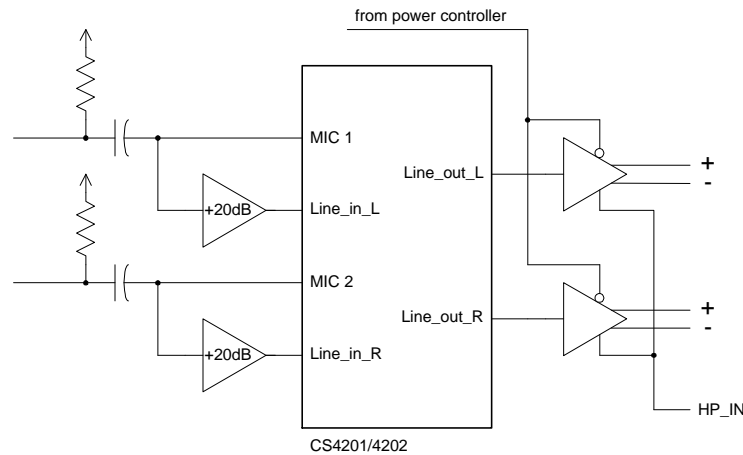 from power controller
MIC 1
Line_out_L
+
-
+20dB
Line_in_L
MIC 2
Line_out_R
+
-
+20dB
Line_in_R
HP_IN
CS4201/4202